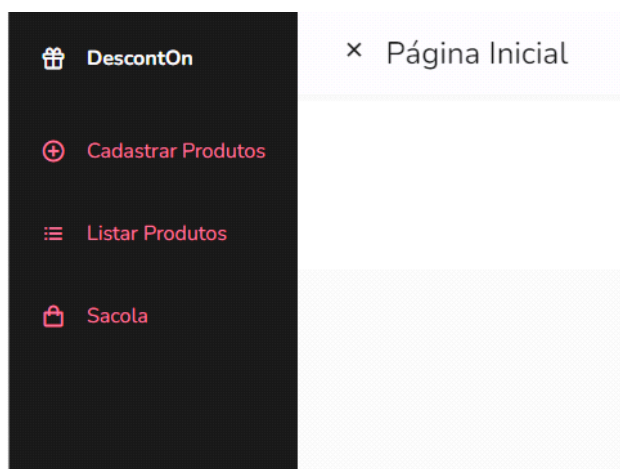 DescontOn
Cadastrar Produtos
Listar Produtos
Sacola
× Página Inicial